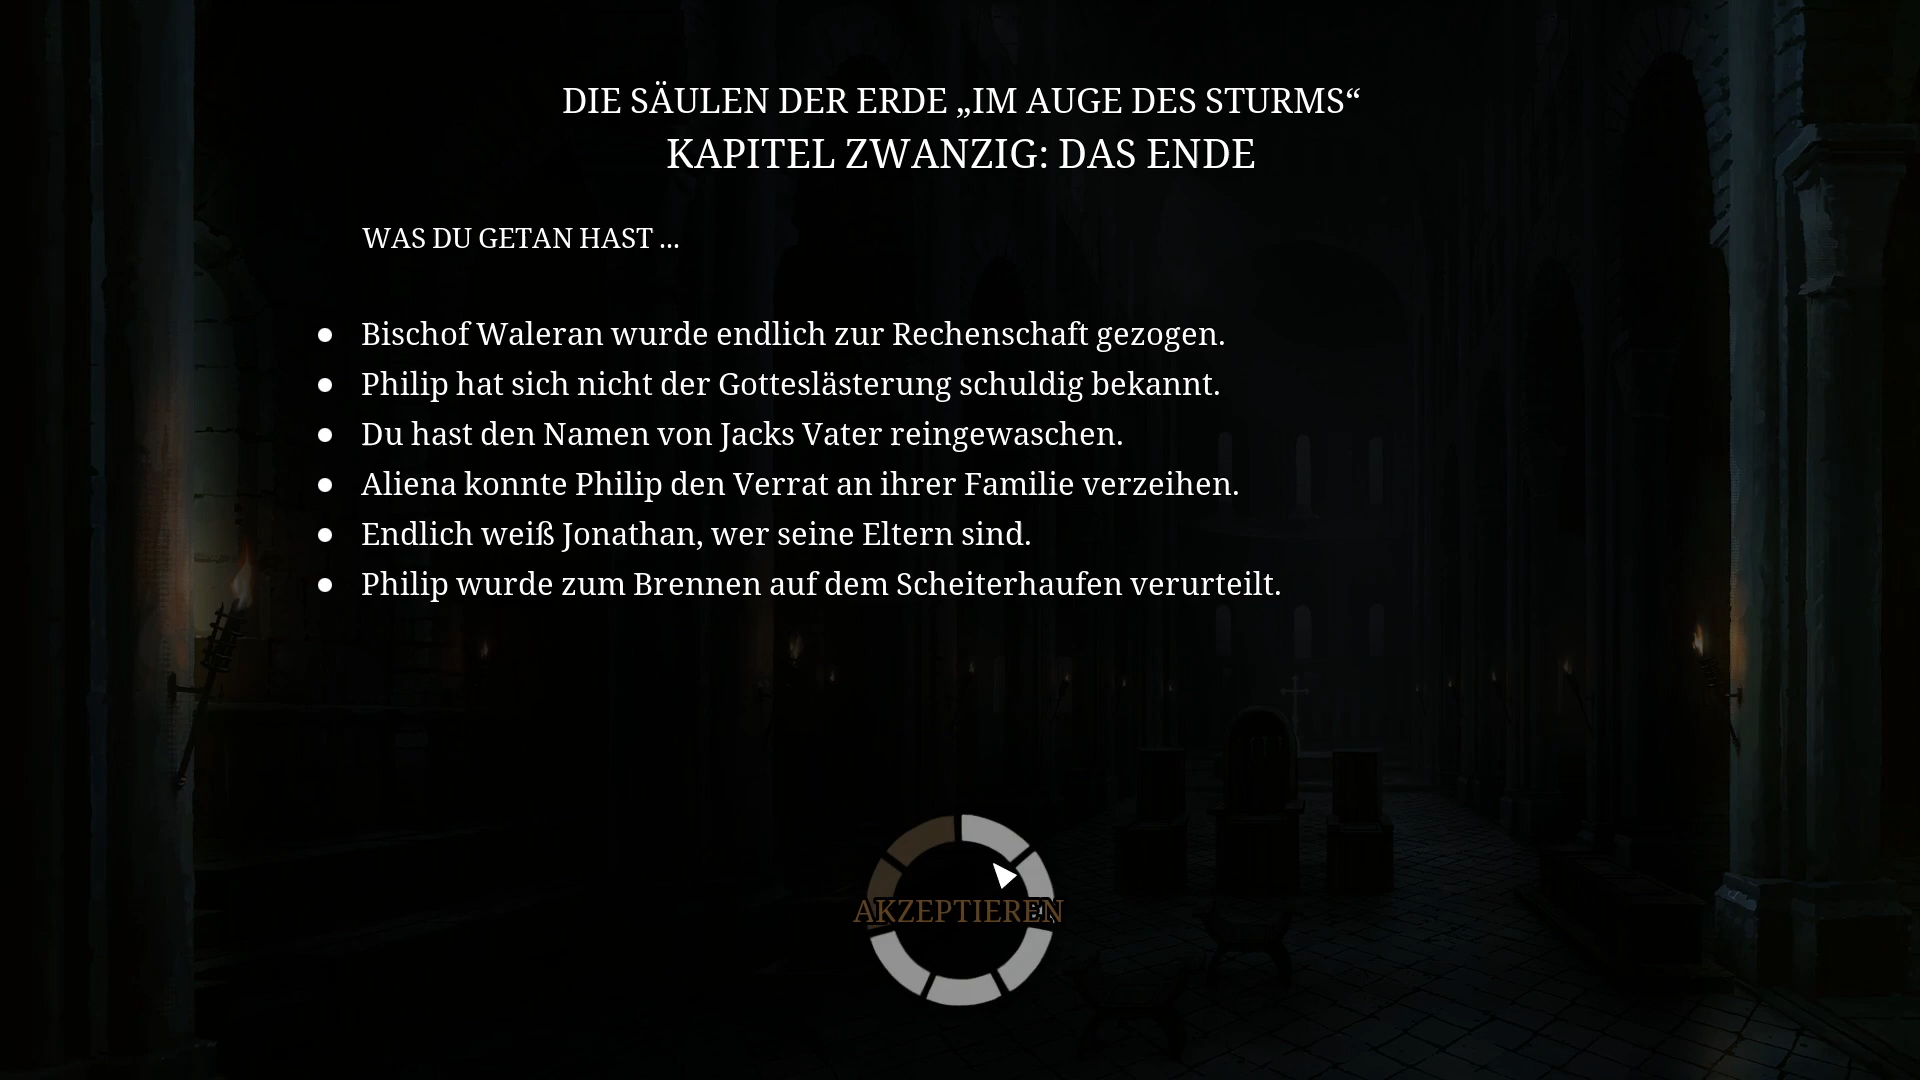 DIE SÄULEN DER ERDE „IM AUGE DES STURMS“
KAPITEL ZWANZIG: DAS ENDE
WAS DU GETAN HAST ...
Bischof Waleran wurde endlich zur Rechenschaft gezogen.
Philip hat sich nicht der Gotteslästerung schuldig bekannt.
Du hast den Namen von Jacks Vater reingewaschen.
Aliena konnte Philip den Verrat an ihrer Familie verzeihen.
Endlich weiß Jonathan, wer seine Eltern sind.
Philip wurde zum Brennen auf dem Scheiterhaufen verurteilt.
AKZEPTIEREN